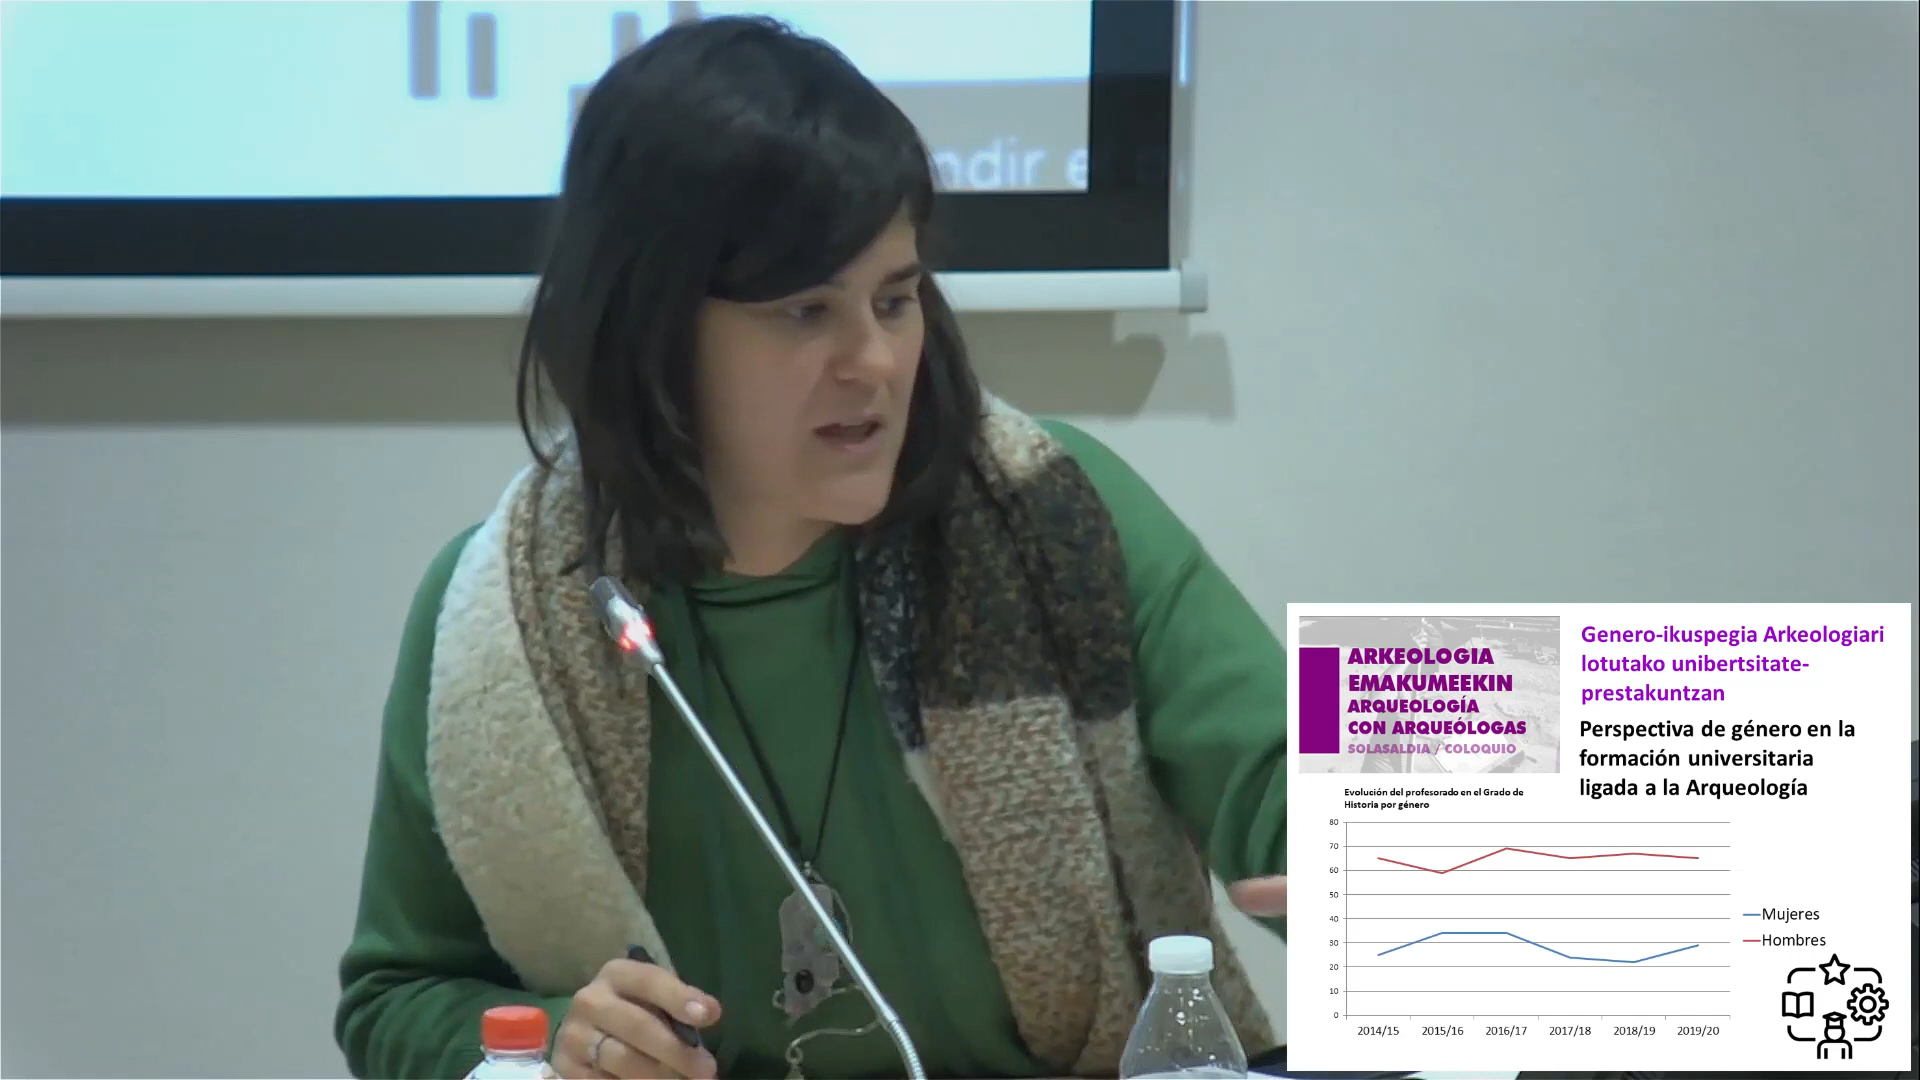 ndir e
ARKEOLOGIA
EMAKUMEEKIN
ARQUEOLOGÍA
CON ARQUEÓLOGAS
SOLASALDIA / COLOQUIO
Genero-ikuspegia Arkeologiari
lotutako unibertsitate-
prestakuntzan
Perspectiva de género en la
formación universitaria
ligada a la Arqueología
Evolución del profesorado en el Grado de
Historia por género
80
70
60
50
40
30
20
10
0
2014/15 2015/16 2016/17 2017/18 2018/19 2019/20
Mujeres
Hombres